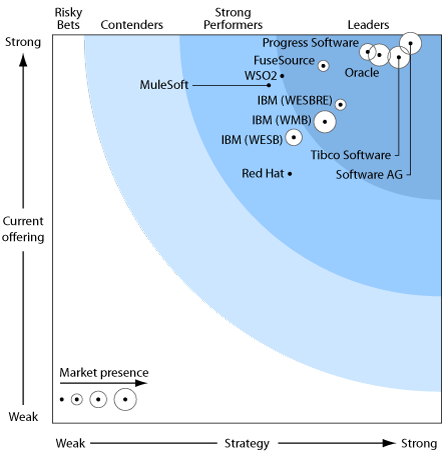 Risky
Bets
Contenders
Strong
Performers
Leaders
Strong
Progress Software
FuseSource
Oracle
WSO2
MuleSoft
IBM (WESBRE)
IBM (WMB)
IBM (WESB)
Tibco Software
Red Hat
Software AG
Current
offering
Market presence
Weak
Weak
Strategy
Strong